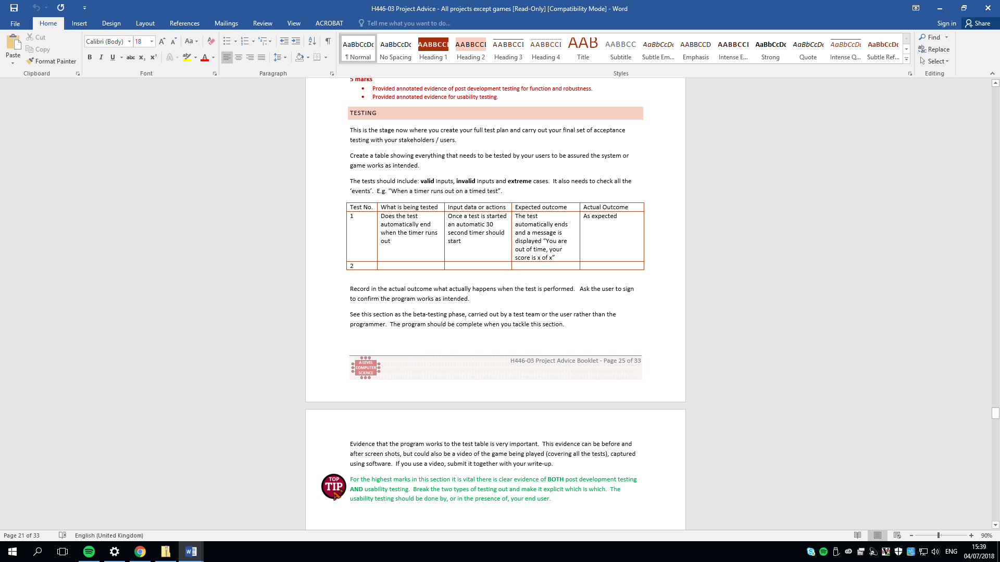 H446-03 Project Advice - All projects except games [Read-Only] [Compatibility Mode] - Word
File Home Insert Design Layout References Mailings Review View ACROBAT Tell me what you want to do... Sign in Share
Paste
Cut
Copy
Format Painter
Clipboard
Calibri (Body) 18
B I U abc x₂ x²
Font
Paragraph
AaBbCcDc AaBbCcDc AABBCCI AABBCCI AABBCCI AABBCCI AAB AABBCC AaBbCcDc AABBCCD AABBCCI AaBbCcDc AaBbCcDc AaBbCcDc AaBbCcDc
¶ Normal No Spacing Heading 1 Heading 2 Heading 3 Heading 4 Title Subtitle Subtle Em... Emphasis Intense E... Strong Quote Intense Q... Subtle Ref...
Styles
Find
Replace
Select
Editing
5 marks
• Provided annotated evidence of post development testing for function and robustness.
• Provided annotated evidence for usability testing.
TESTING
This is the stage now where you create your full test plan and carry out your final set of acceptance
testing with your stakeholders / users.
Create a table showing everything that needs to be tested by your users to be assured the system or
game works as intended.
The tests should include: valid inputs, invalid inputs and extreme cases.  It also needs to check all the
‘events’.  E.g. “When a timer runs out on a timed test”.
Test No. What is being tested Input data or actions Expected outcome Actual Outcome
1 Does the test Once a test is started The test As expected
automatically end an automatic 30 automatically ends
when the timer runs second timer should and a message is
out start displayed “You are
out of time, your
score is x of x”
2
Record in the actual outcome what actually happens when the test is performed.   Ask the user to sign
to confirm the program works as intended.
See this section as the beta-testing phase, carried out by a test team or the user rather than the
programmer.  The program should be complete when you tackle this section.
H446-03 Project Advice Booklet - Page 25 of 33
A LEVEL
COMPUTER
SCIENCE
Evidence that the program works to the test table is very important.  This evidence can be before and
after screen shots, but could also be a video of the game being played (covering all the tests), captured
using software.  If you use a video, submit it together with your write-up.
TOP
TIP
For the highest marks in this section it is vital there is clear evidence of BOTH post development testing
AND usability testing.  Break the two types of testing out and make it explicit which is which.  The
usability testing should be done by, or in the presence of, your end user.
Page 21 of 33 English (United Kingdom) 90%
ENG
15:39
04/07/2018